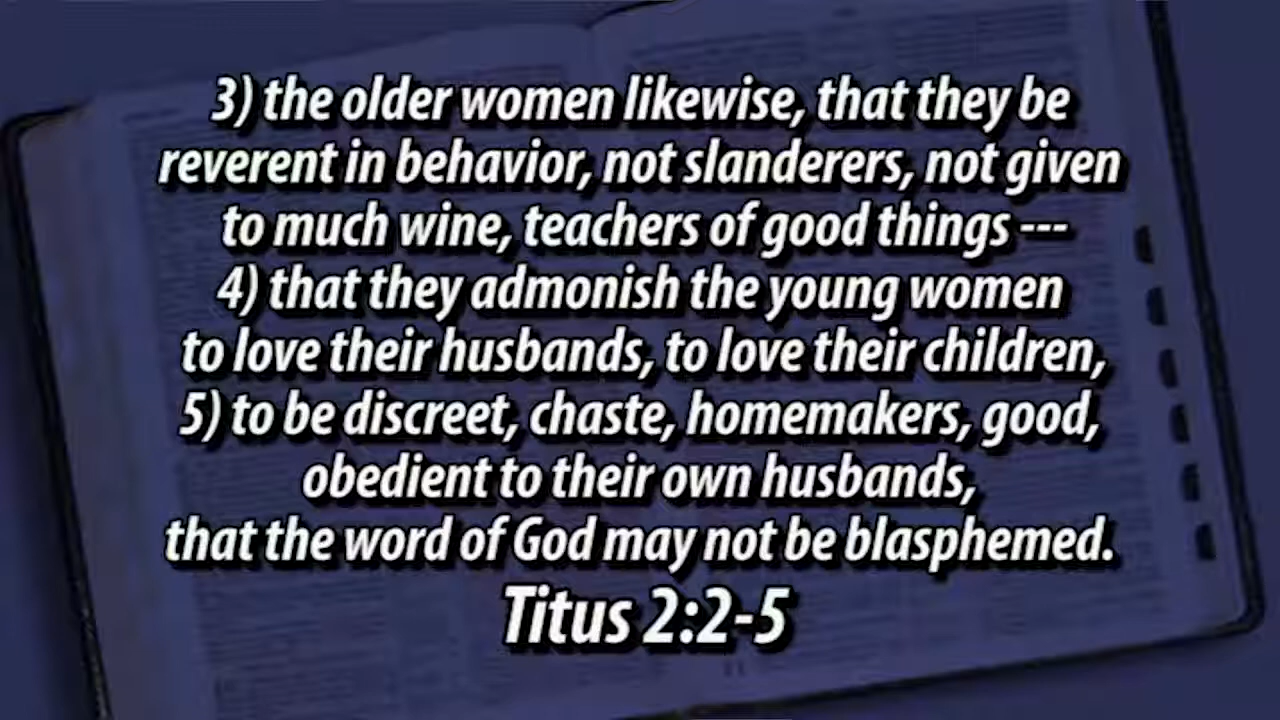 3) the older women likewise, that they be
reverent in behavior, not slanderers, not given
to much wine, teachers of good things ---
4) that they admonish the young women
to love their husbands, to love their children,
5) to be discreet, chaste, homemakers, good,
obedient to their own husbands,
that the word of God may not be blasphemed.
Titus 2:2-5